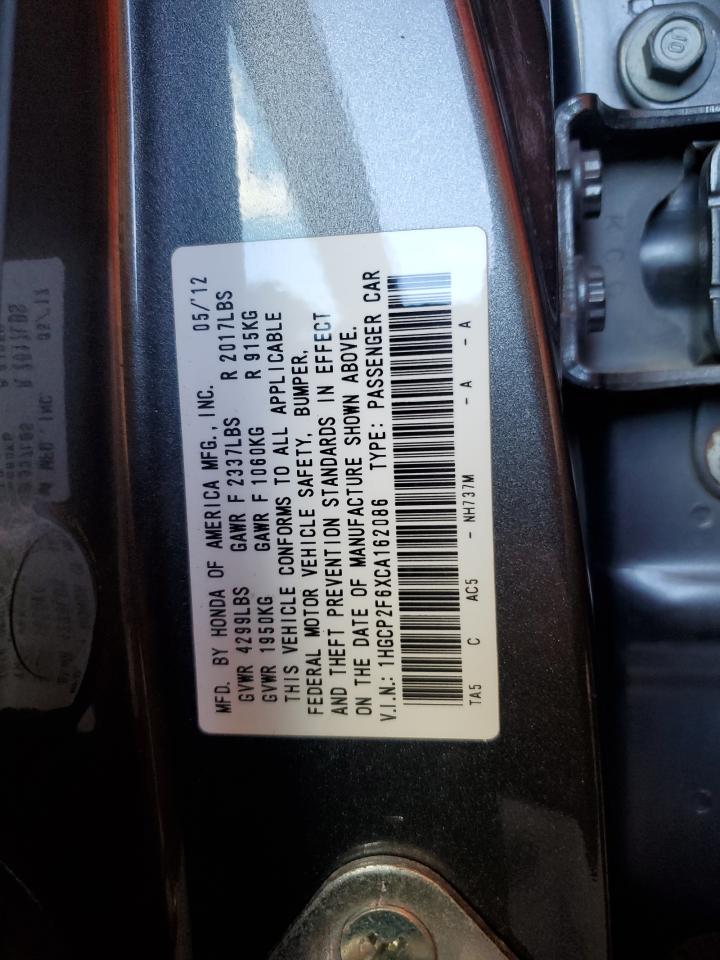 MFD. BY HONDA OF AMERICA MFG., INC. 05/'12
GVWR 4299LBS GAWR F 2337LBS R 2017LBS
GVWR 1950KG GAWR F 1060KG R 915KG
THIS VEHICLE CONFORMS TO ALL APPLICABLE
FEDERAL MOTOR VEHICLE SAFETY, BUMPER,
AND THEFT PREVENTION STANDARDS IN EFFECT
ON THE DATE OF MANUFACTURE SHOWN ABOVE.
V.I.N.: 1HGCP2F6XCA162086 TYPE: PASSENGER CAR
TA5 C AC5 - NH737M - A - A
10